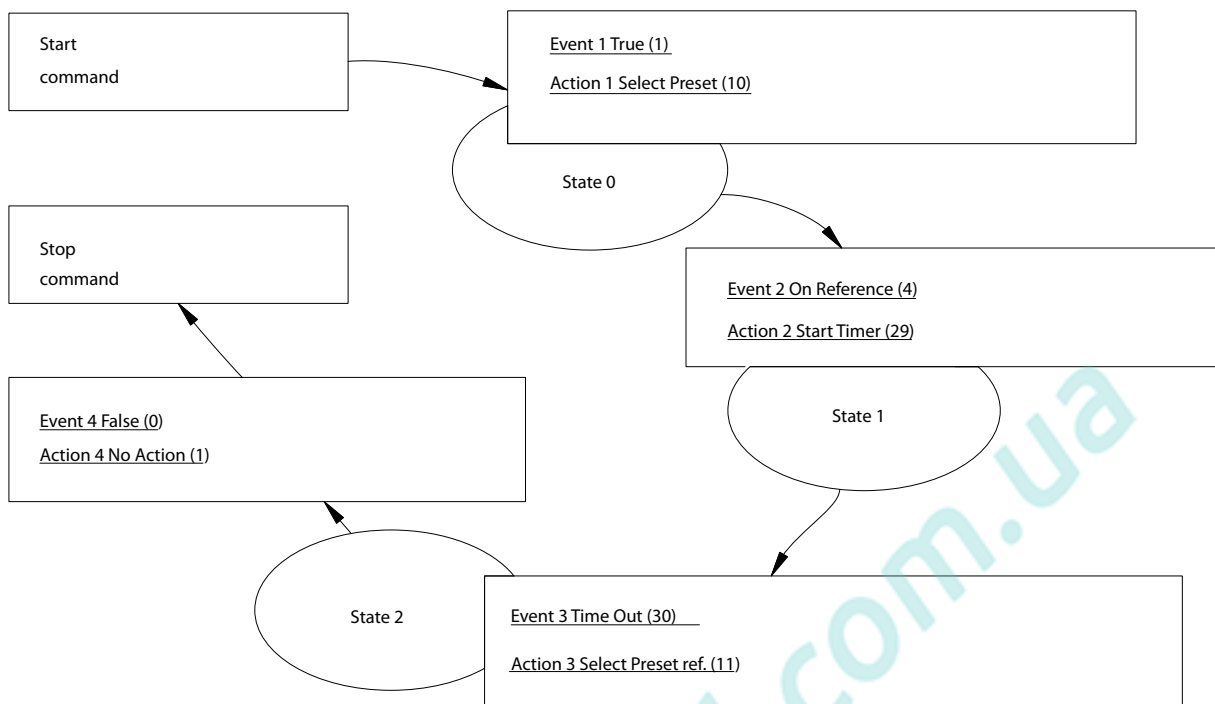 Start
command
Event 1 True (1)
Action 1 Select Preset (10)
State 0
Event 2 On Reference (4)
Action 2 Start Timer (29)
State 1
Stop
command
Event 4 False (0)
Action 4 No Action (1)
State 2
Event 3 Time Out (30)
Action 3 Select Preset ref. (11)
.com.ua